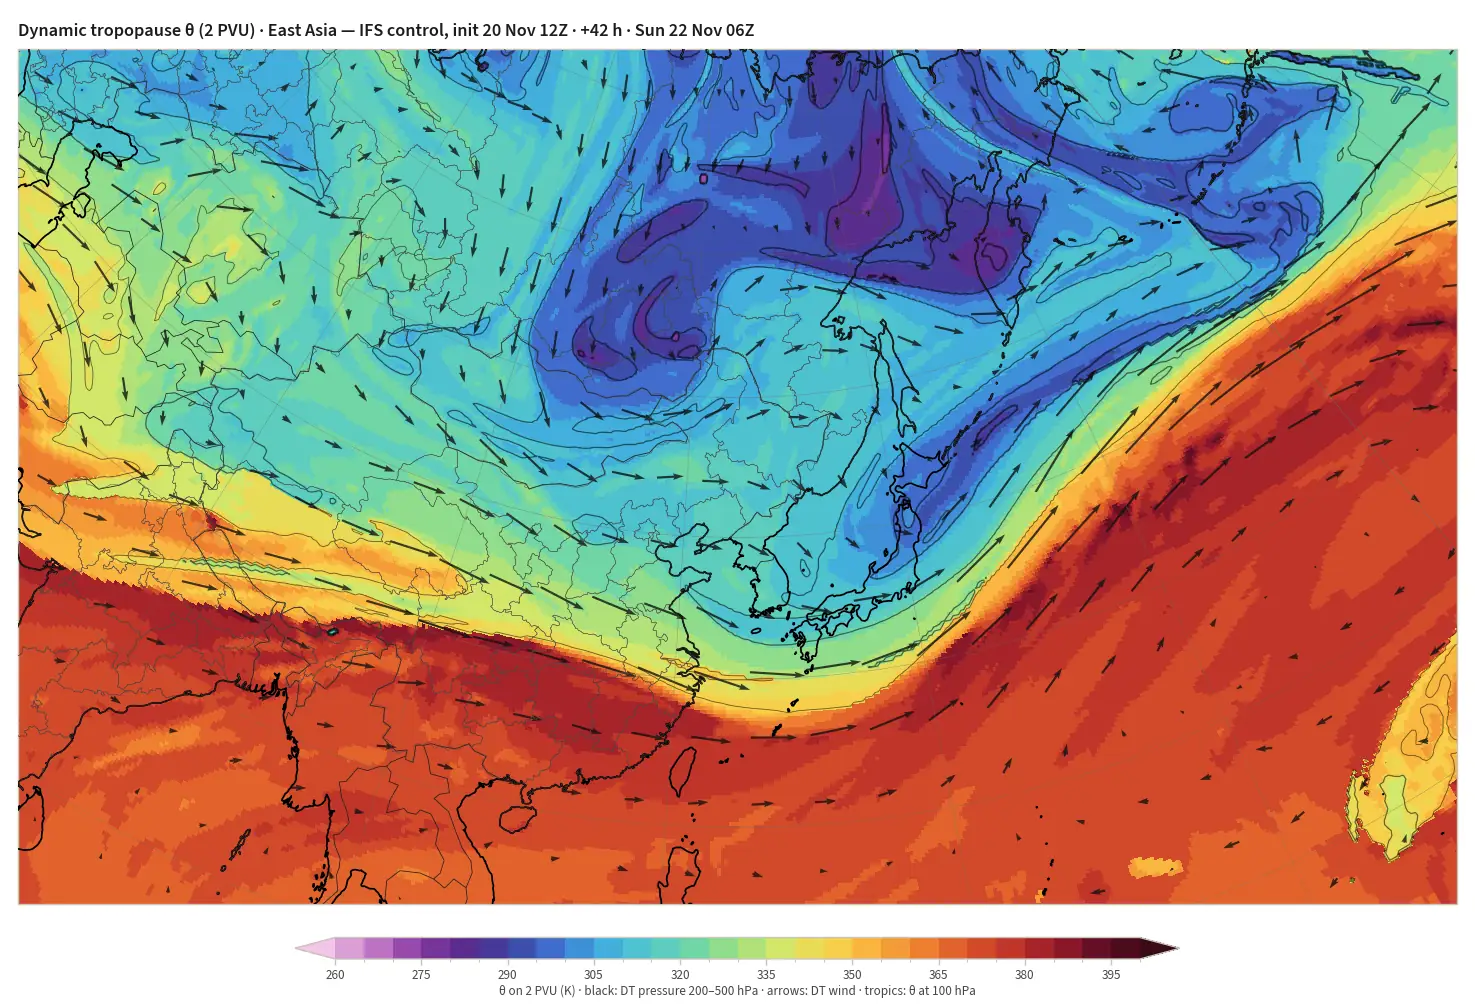 Dynamic tropopause θ (2 PVU) · East Asia — IFS control, init 20 Nov 12Z · +42 h · Sun 22 Nov 06Z
260 275 290 305 320 335 350 365 380 395
θ on 2 PVU (K) · black: DT pressure 200–500 hPa · arrows: DT wind · tropics: θ at 100 hPa